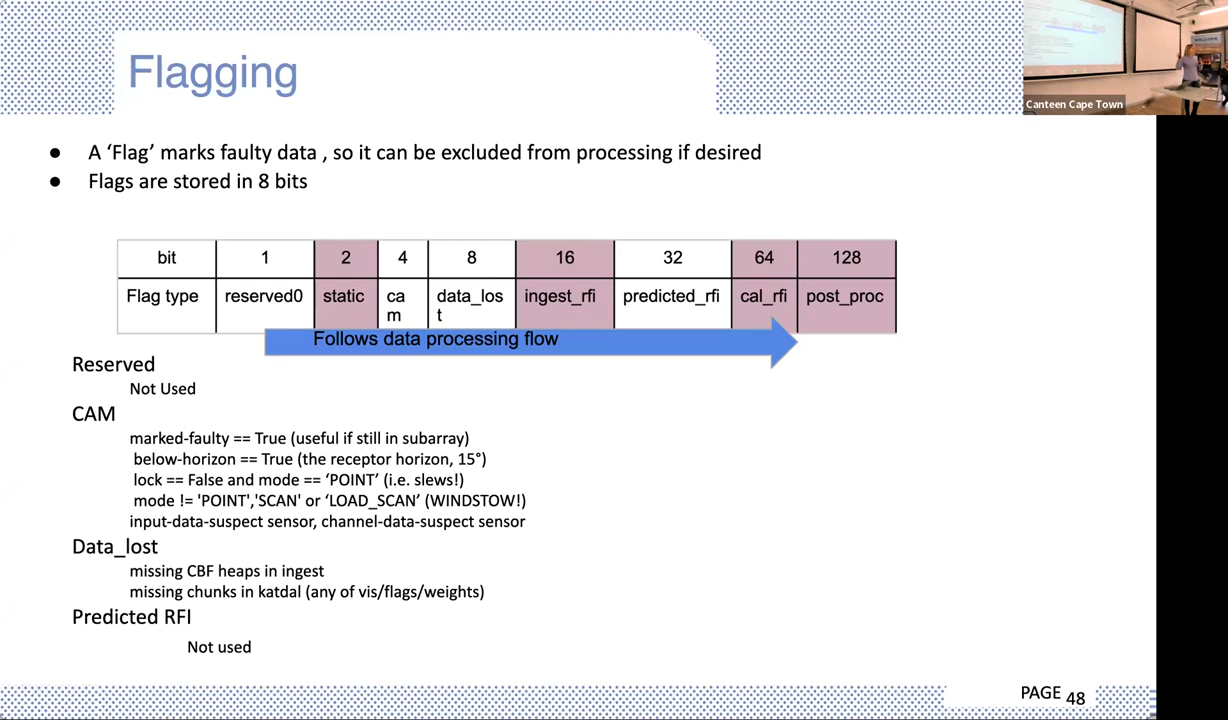 Flagging
Canteen Cape Town
● A ‘Flag’ marks faulty data , so it can be excluded from processing if desired
● Flags are stored in 8 bits
bit 1 2 4 8 16 32 64 128
Flag type reserved0 static ca data_los ingest_rfi predicted_rfi cal_rfi post_proc
m t
Follows data processing flow
Reserved
Not Used
CAM
marked-faulty == True (useful if still in subarray)
below-horizon == True (the receptor horizon, 15°)
lock == False and mode == ‘POINT’ (i.e. slews!)
mode != 'POINT','SCAN' or ‘LOAD_SCAN’ (WINDSTOW!)
input-data-suspect sensor, channel-data-suspect sensor
Data_lost
missing CBF heaps in ingest
missing chunks in katdal (any of vis/flags/weights)
Predicted RFI
Not used
PAGE 48